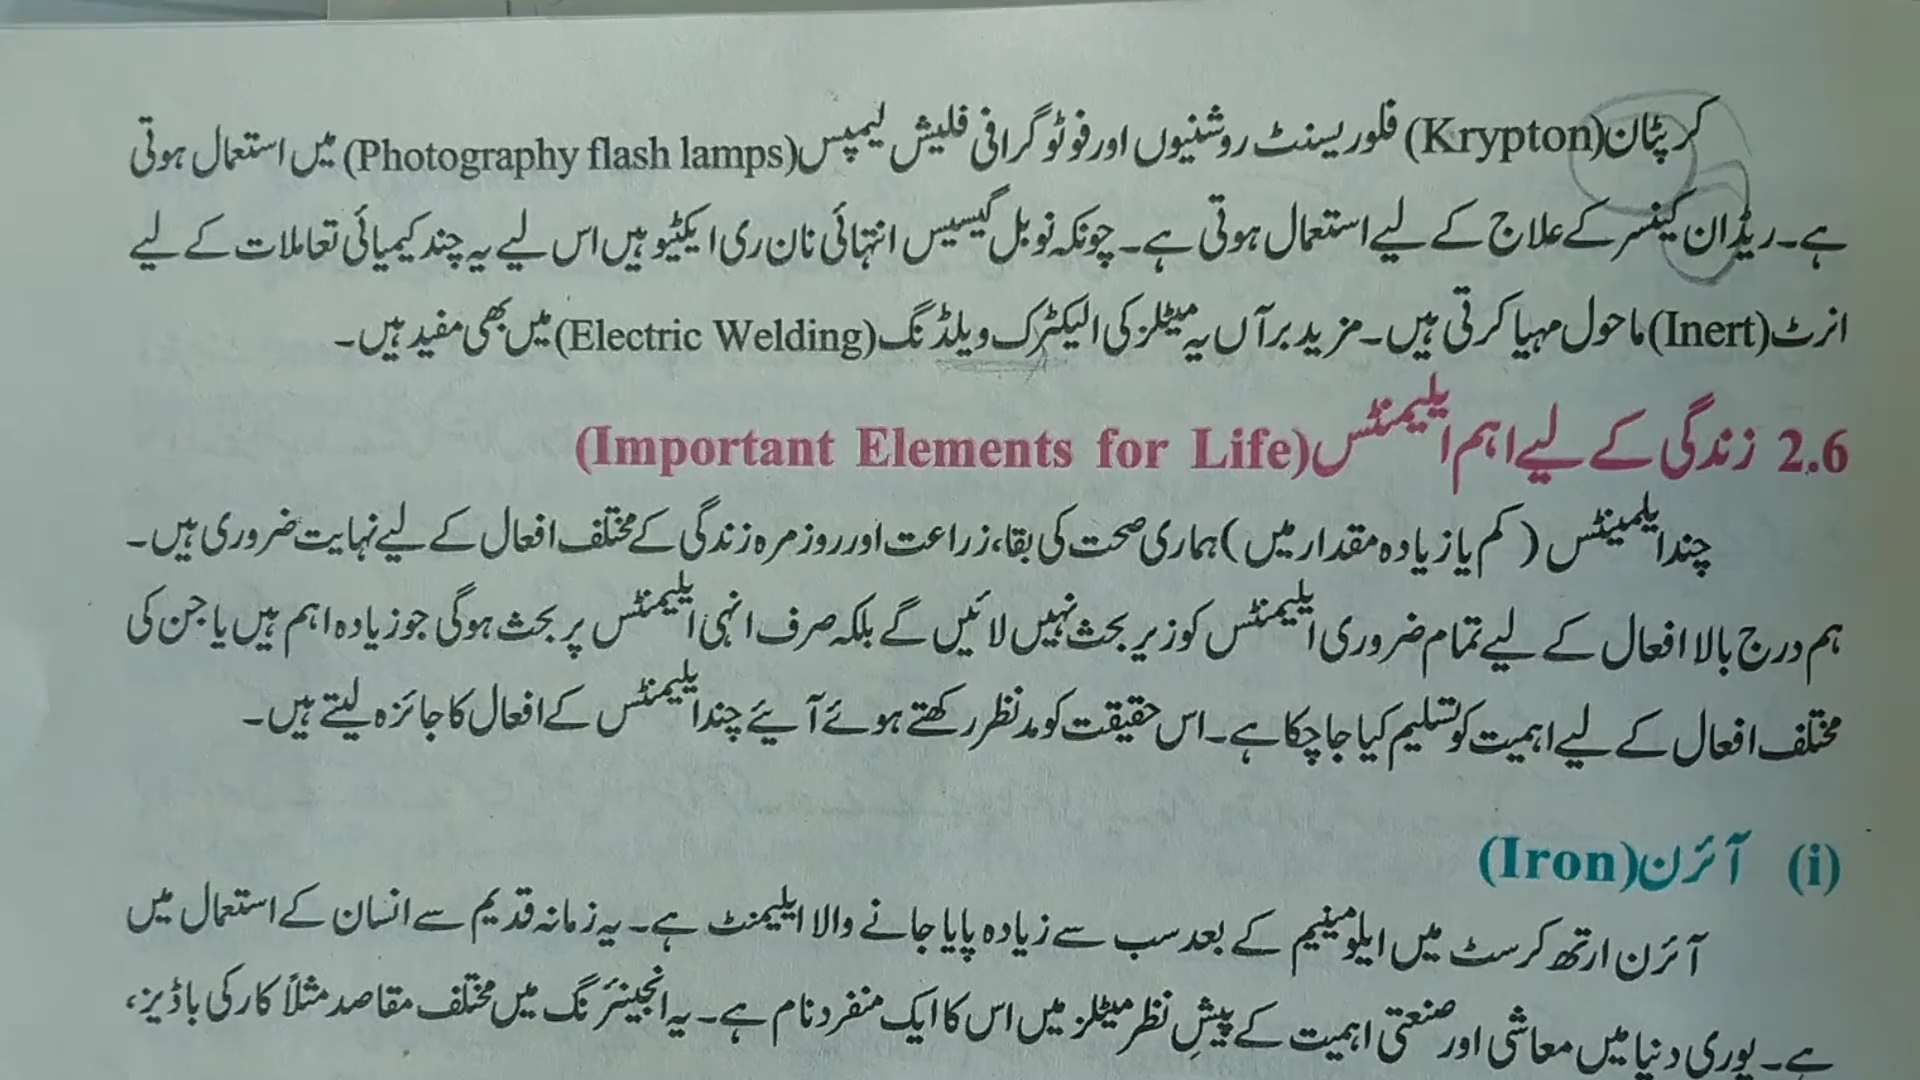 کرپٹان(Krypton) فلوریسنٹ روشنیوں اور فوٹو گرافی فلیش لیمپس(Photography flash lamps) میں استعمال ہوتی
ہے۔ ریڈان کینسر کے علاج کے لیے استعمال ہوتی ہے۔ چونکہ نوبل گیسیس انتہائی نان ری ایکٹیو ہیں اس لیے یہ چند کیمیائی تعاملات کے لیے
انرٹ(Inert) ماحول مہیا کرتی ہیں۔ مزید برآں یہ میٹلز کی الیکٹرک ویلڈنگ(Electric Welding) میں بھی مفید ہیں۔
2.6 زندگی کے لیے اہم ایلیمنٹس(Important Elements for Life)
چند ایلیمینٹس (کم یا زیادہ مقدار میں) ہماری صحت کی بقا، زراعت اور روز مرہ زندگی کے مختلف افعال کے لیے نہایت ضروری ہیں۔
ہم درج بالا افعال کے لیے تمام ضروری ایلیمنٹس کو زیر بحث نہیں لائیں گے بلکہ صرف انہی ایلیمنٹس پر بحث ہوگی جو زیادہ اہم ہیں یا جن کی
مختلف افعال کے لیے اہمیت کو تسلیم کیا جا چکا ہے۔ اس حقیقت کو مدنظر رکھتے ہوئے آیئے چند ایلیمنٹس کے افعال کا جائزہ لیتے ہیں۔
(i) آئرن(Iron)
آئرن ارتھ کرسٹ میں ایلومینیم کے بعد سب سے زیادہ پایا جانے والا ایلیمنٹ ہے۔ یہ زمانہ قدیم سے انسان کے استعمال میں
ہے۔ پوری دنیا میں معاشی اور صنعتی اہمیت کے پیشِ نظر میٹلز میں اس کا ایک منفرد نام ہے۔ یہ انجینئرنگ میں مختلف مقاصد مثلاً کار کی باڈیز،